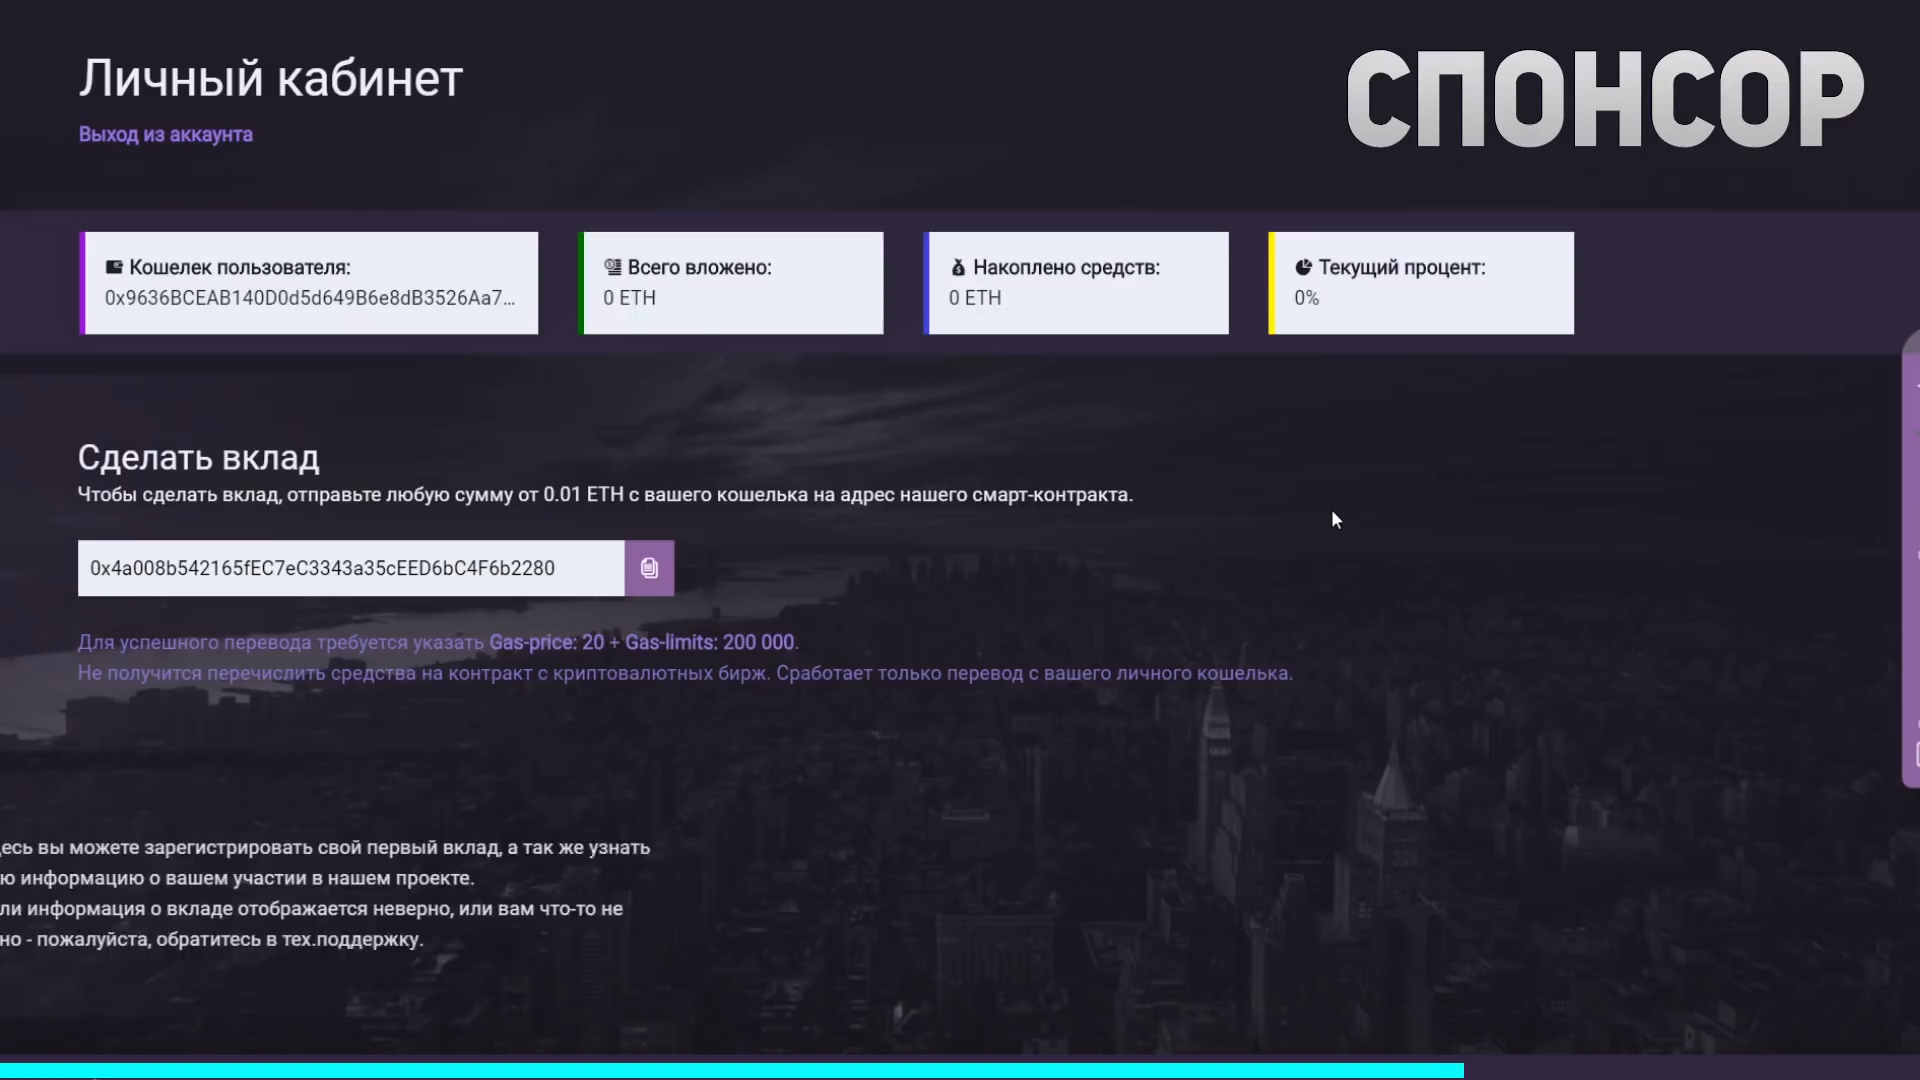 Личный кабинет
СПОНСОР
Выход из аккаунта
Кошелек пользователя:
0x9636BCEAB140D0d5d649B6e8dB3526Aa7...
Всего вложено:
0 ETH
Накоплено средств:
0 ETH
Текущий процент:
0%
Сделать вклад
Чтобы сделать вклад, отправьте любую сумму от 0.01 ETH с вашего кошелька на адрес нашего смарт-контракта.
0x4a008b542165fEC7eC3343a35cEED6bC4F6b2280
Для успешного перевода требуется указать Gas-price: 20 + Gas-limits: 200 000.
Не получится перечислить средства на контракт с криптовалютных бирж. Сработает только перевод с вашего личного кошелька.
десь вы можете зарегистрировать свой первый вклад, а так же узнать
ю информацию о вашем участии в нашем проекте.
ли информация о вкладе отображается неверно, или вам что-то не
но - пожалуйста, обратитесь в тех.поддержку.